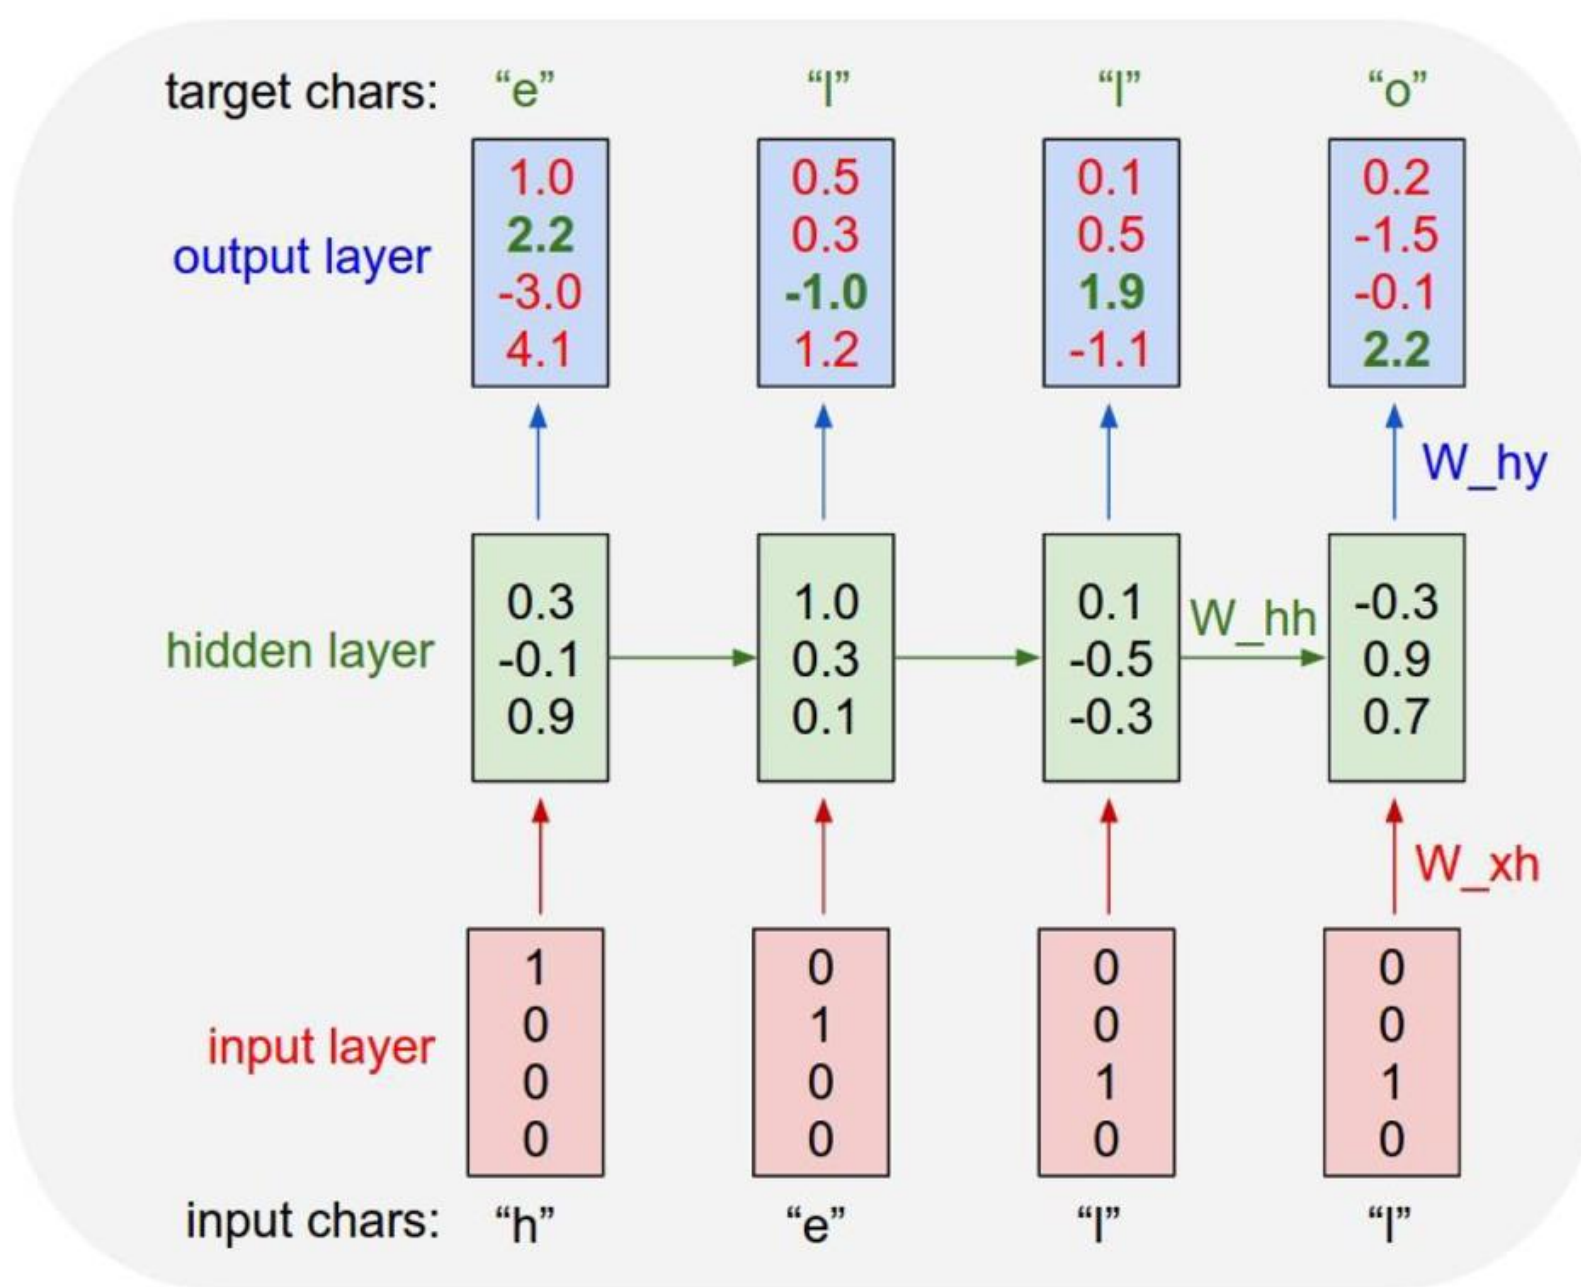 target chars: “e” “l” “l” “o”
1.0 0.5 0.1 0.2
2.2 0.3 0.5 -1.5
output layer
-3.0 -1.0 1.9 -0.1
4.1 1.2 -1.1 2.2
W_hy
0.3 1.0 0.1 W_hh -0.3
hidden layer -0.1 0.3 -0.5 0.9
0.9 0.1 -0.3 0.7
W_xh
1 0 0 0
0 1 0 0
input layer
0 0 1 1
0 0 0 0
input chars: “h” “e” “l” “l”